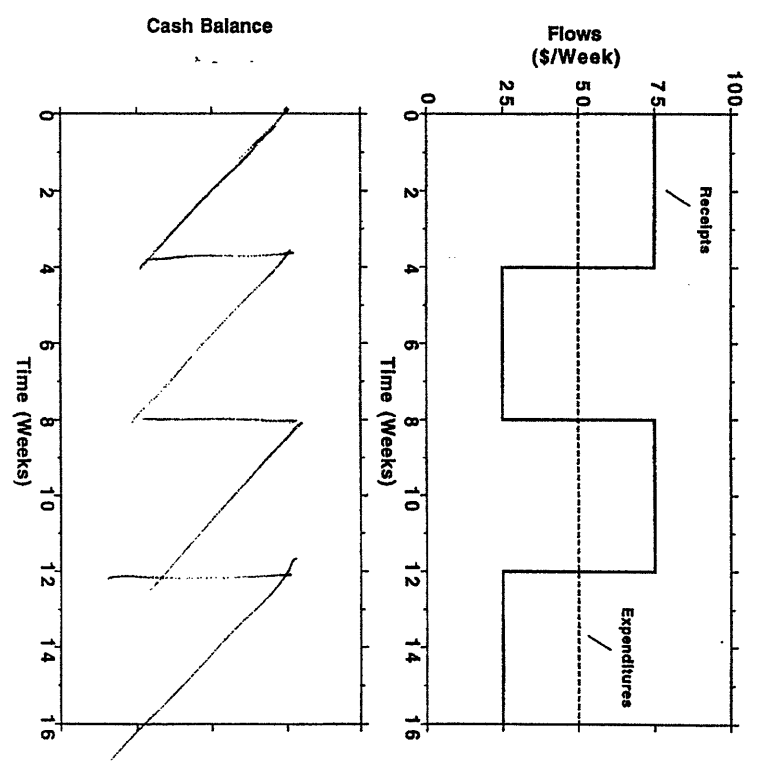 Flows
($/Week)
100
75
50
25
0
Receipts
Expenditures
0 2 4 6 8 10 12 14 16
Time (Weeks)
Cash Balance
0 2 4 6 8 10 12 14 16
Time (Weeks)